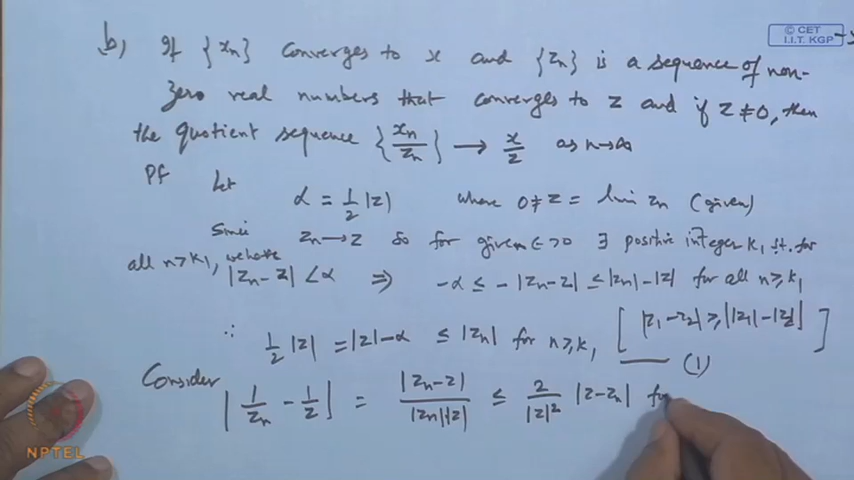 © CET
I.I.T. KGP
b, If {xn} converges to x and {zn} is a sequence of non-
zero real numbers that converges to z and if z ≠ 0, then
the quotient sequence {xn/zn} → x/z as n→∞
Pf Let
α = 1/2 |z| where 0 ≠ z = lim zn (given)
Since zn → z So for given ε>0 ∃ positive integer k1 s.t. for
all n≥k1, we have
|zn - z| < α ⇒ -α ≤ -|zn - z| ≤ |zn| - |z| for all n≥k1
∴ 1/2 |z| = |z| - α ≤ |zn| for n≥k1 [ |z1 - z2| ≥ ||z1| - |z2|| ]
(1)
Consider
| 1/zn - 1/z | = |zn - z| / |zn||z| ≤ 2/|z|² |z - zn| fo
NPTEL